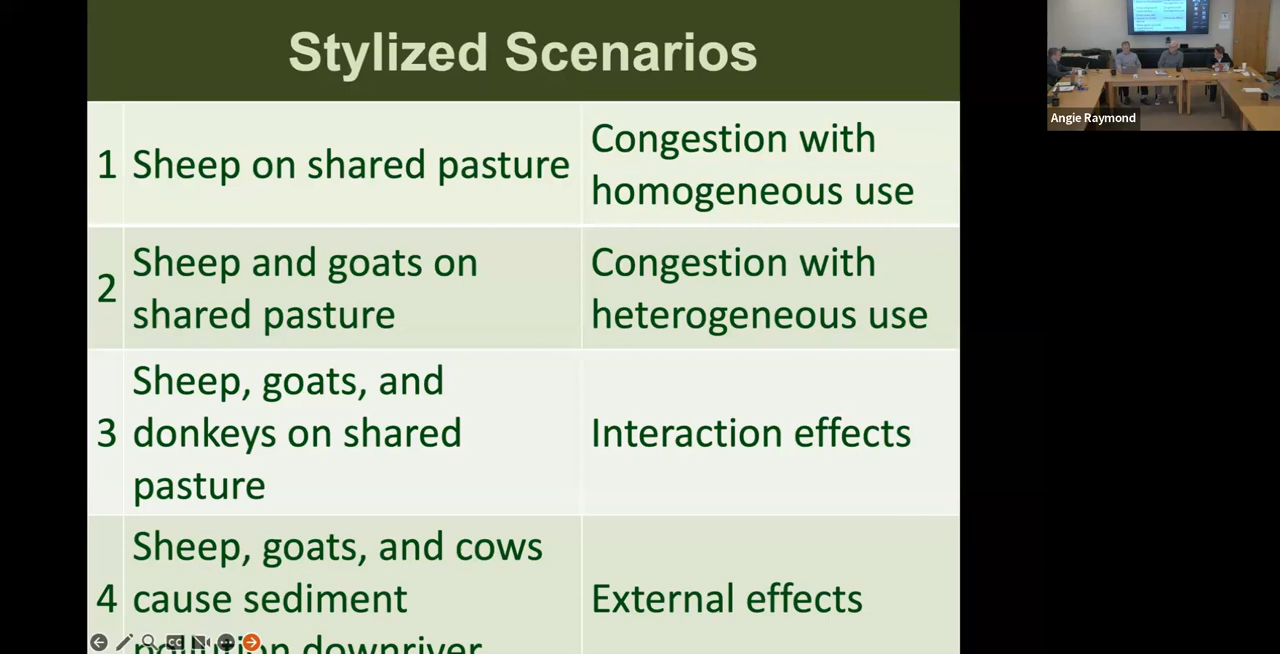 Stylized Scenarios
1 Sheep on shared pasture
Congestion with
homogeneous use
2 Sheep and goats on
shared pasture
Congestion with
heterogeneous use
3 Sheep, goats, and
donkeys on shared
pasture
Interaction effects
4 Sheep, goats, and cows
cause sediment
pollution downriver
External effects
CC
Angie Raymond